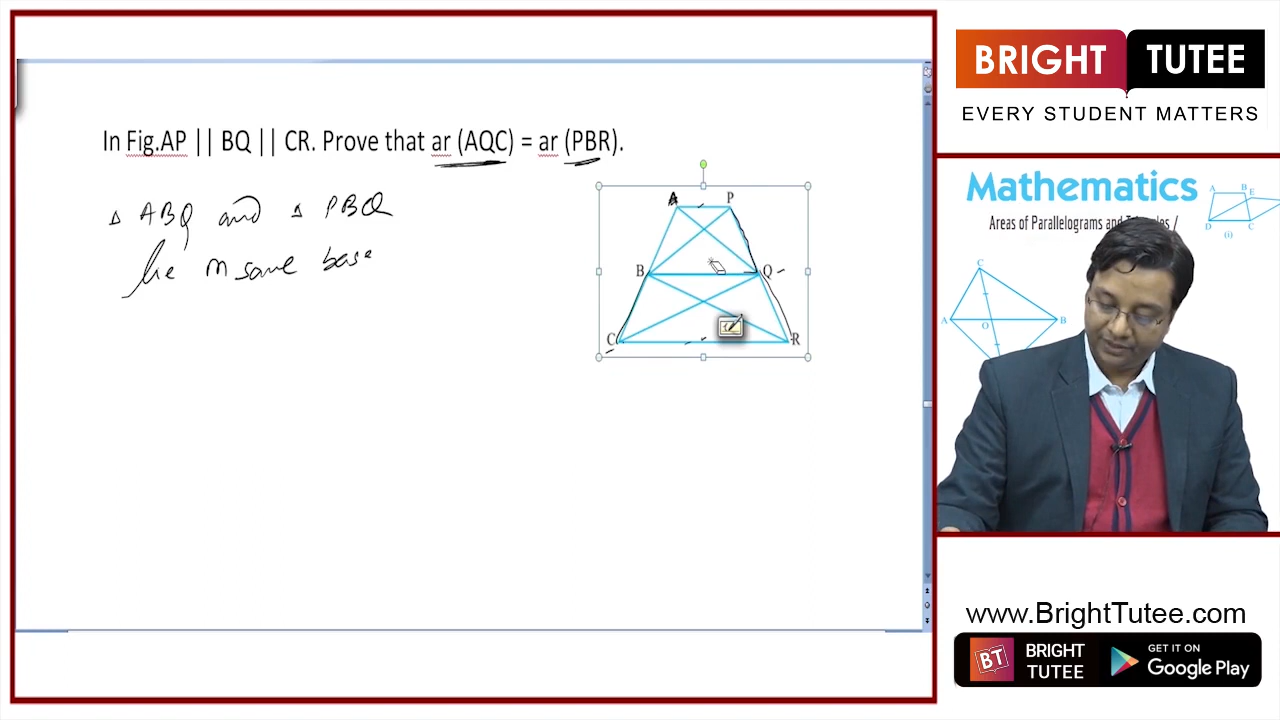 BRIGHT TUTEE
EVERY STUDENT MATTERS
In Fig.AP || BQ || CR. Prove that ar (AQC) = ar (PBR).
Δ ABQ and Δ PBQ
lie on same base
A P
B Q
C R
Mathematics
Areas of Parallelograms and Triangles /
A B E
D C
(i)
C
A O B
www.BrightTutee.com
BT BRIGHT TUTEE
GET IT ON
Google Play